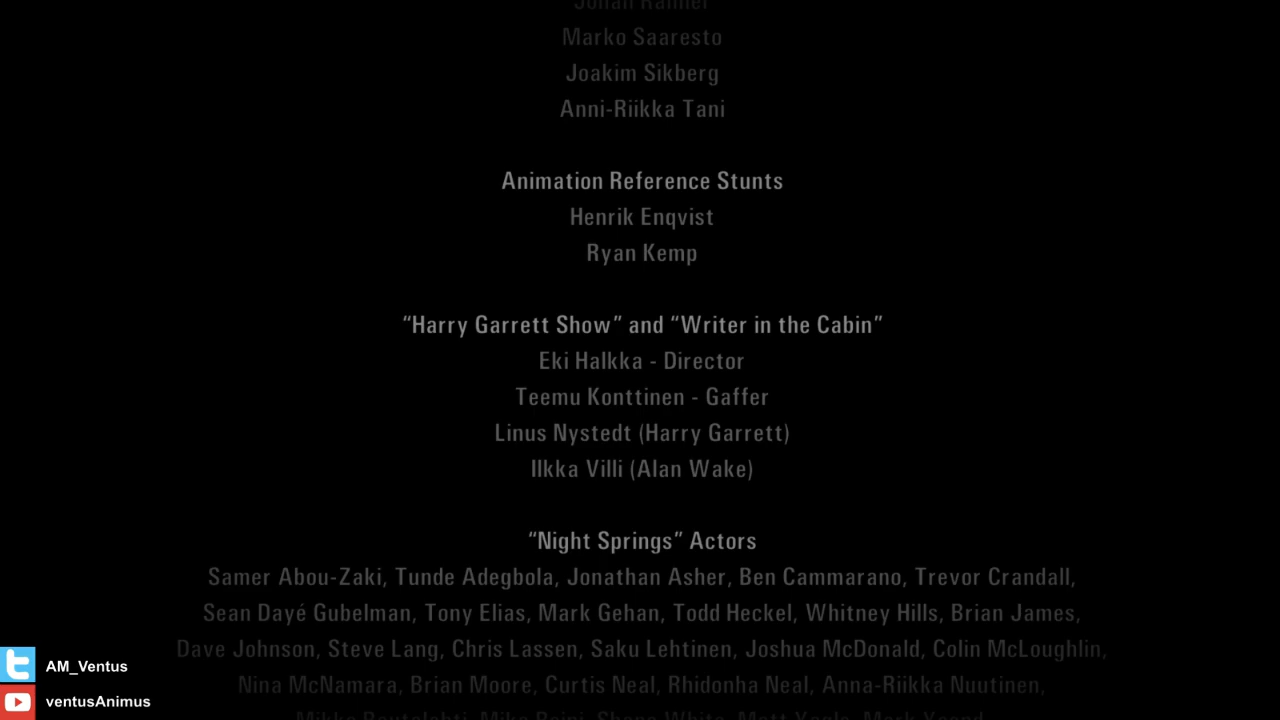 Marko Saaresto
Joakim Sikberg
Anni-Riikka Tani
Animation Reference Stunts
Henrik Enqvist
Ryan Kemp
“Harry Garrett Show” and “Writer in the Cabin”
Eki Halkka - Director
Teemu Konttinen - Gaffer
Linus Nystedt (Harry Garrett)
Ilkka Villi (Alan Wake)
“Night Springs” Actors
Samer Abou-Zaki, Tunde Adegbola, Jonathan Asher, Ben Cammarano, Trevor Crandall,
Sean Dayé Gubelman, Tony Elias, Mark Gehan, Todd Heckel, Whitney Hills, Brian James,
Dave Johnson, Steve Lang, Chris Lassen, Saku Lehtinen, Joshua McDonald, Colin McLoughlin,
Nina McNamara, Brian Moore, Curtis Neal, Rhidmha Neal, Anna-Riikka Nuutinen,
AM_Ventus
ventusAnimus